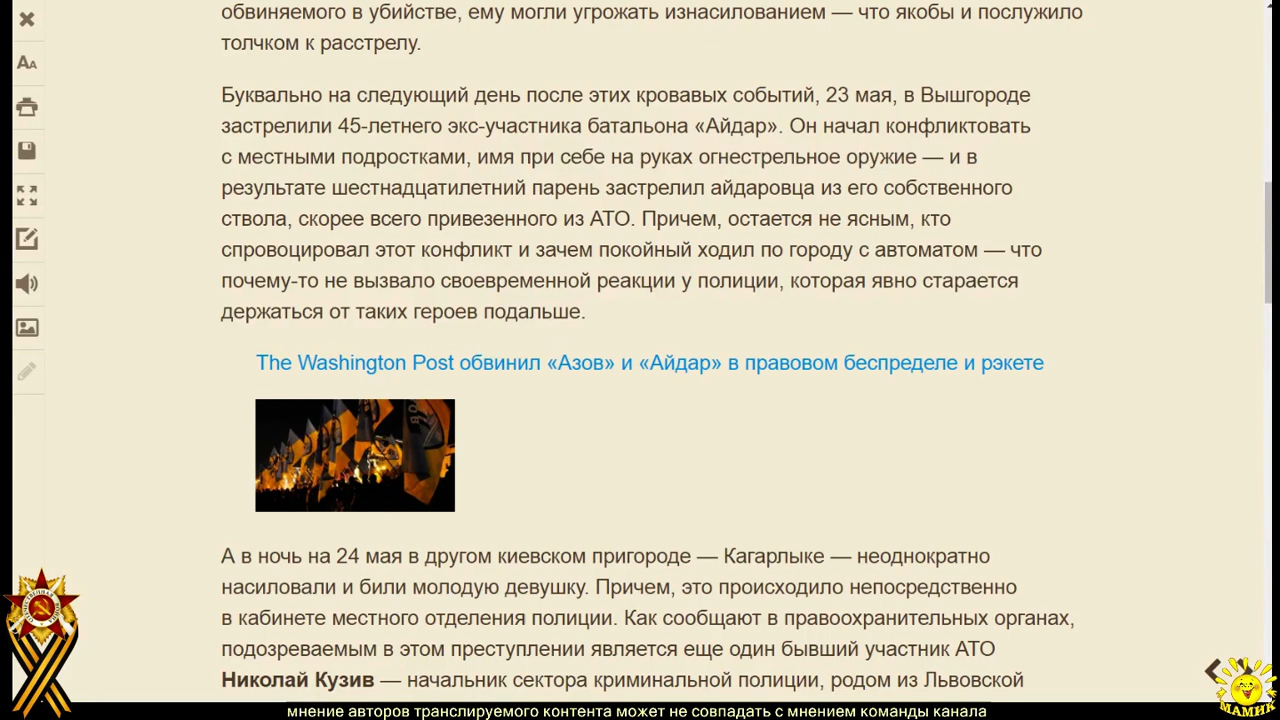 обвиняемого в убийстве, ему могли угрожать изнасилованием — что якобы и послужило
толчком к расстрелу.
Буквально на следующий день после этих кровавых событий, 23 мая, в Вышгороде
застрелили 45-летнего экс-участника батальона «Айдар». Он начал конфликтовать
с местными подростками, имя при себе на руках огнестрельное оружие — и в
результате шестнадцатилетний парень застрелил айдаровца из его собственного
ствола, скорее всего привезенного из АТО. Причем, остается не ясным, кто
спровоцировал этот конфликт и зачем покойный ходил по городу с автоматом — что
почему-то не вызвало своевременной реакции у полиции, которая явно старается
держаться от таких героев подальше.
The Washington Post обвинил «Азов» и «Айдар» в правовом беспределе и рэкете
А в ночь на 24 мая в другом киевском пригороде — Кагарлыке — неоднократно
насиловали и били молодую девушку. Причем, это происходило непосредственно
в кабинете местного отделения полиции. Как сообщают в правоохранительных органах,
подозреваемым в этом преступлении является еще один бывший участник АТО
Николай Кузив — начальник сектора криминальной полиции, родом из Львовской
МАМИК
мнение авторов транслируемого контента может не совпадать с мнением команды канала